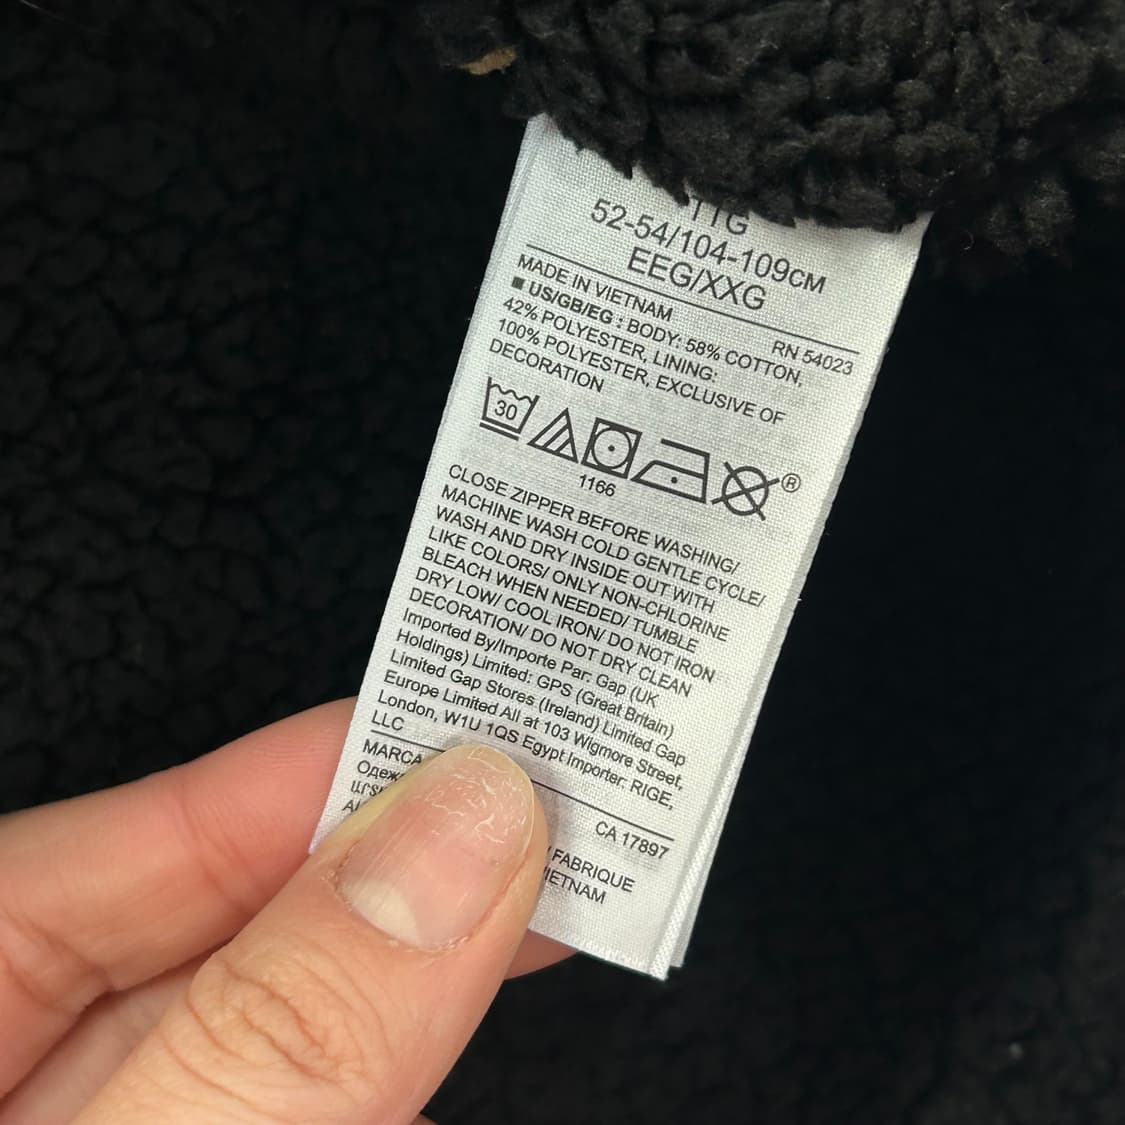 TTG
52-54/104-109CM
EEG/XXG
MADE IN VIETNAM
RN 54023
■ US/GB/EG : BODY: 58% COTTON,
42% POLYESTER, LINING:
100% POLYESTER, EXCLUSIVE OF
DECORATION
30
®
1166
CLOSE ZIPPER BEFORE WASHING/
MACHINE WASH COLD GENTLE CYCLE/
WASH AND DRY INSIDE OUT WITH
LIKE COLORS/ ONLY NON-CHLORINE
BLEACH WHEN NEEDED/ TUMBLE
DRY LOW/ COOL IRON/ DO NOT IRON
DECORATION/ DO NOT DRY CLEAN
Imported By/Importe Par: Gap (UK
Holdings) Limited: GPS (Great Britain)
Limited Gap Stores (Ireland) Limited Gap
Europe Limited All at 103 Wigmore Street,
London, W1U 1QS Egypt Importer: RIGE,
LLC
MARCA
CA 17897
FABRIQUE
VIETNAM